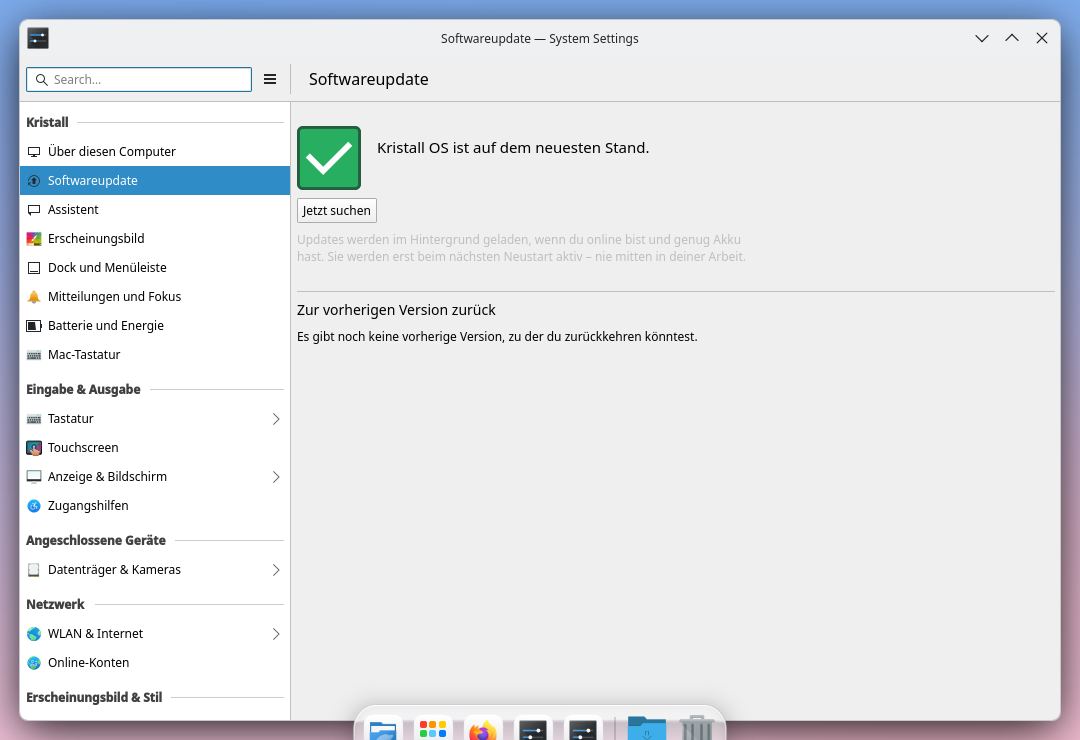 Softwareupdate — System Settings
Search...
Softwareupdate
Kristall
Über diesen Computer
Softwareupdate
Assistent
Erscheinungsbild
Dock und Menüleiste
Mitteilungen und Fokus
Batterie und Energie
Mac-Tastatur
Eingabe & Ausgabe
Tastatur
Touchscreen
Anzeige & Bildschirm
Zugangshilfen
Angeschlossene Geräte
Datenträger & Kameras
Netzwerk
WLAN & Internet
Online-Konten
Erscheinungsbild & Stil
Kristall OS ist auf dem neuesten Stand.
Jetzt suchen
Updates werden im Hintergrund geladen, wenn du online bist und genug Akku
hast. Sie werden erst beim nächsten Neustart aktiv – nie mitten in deiner Arbeit.
Zur vorherigen Version zurück
Es gibt noch keine vorherige Version, zu der du zurückkehren könntest.